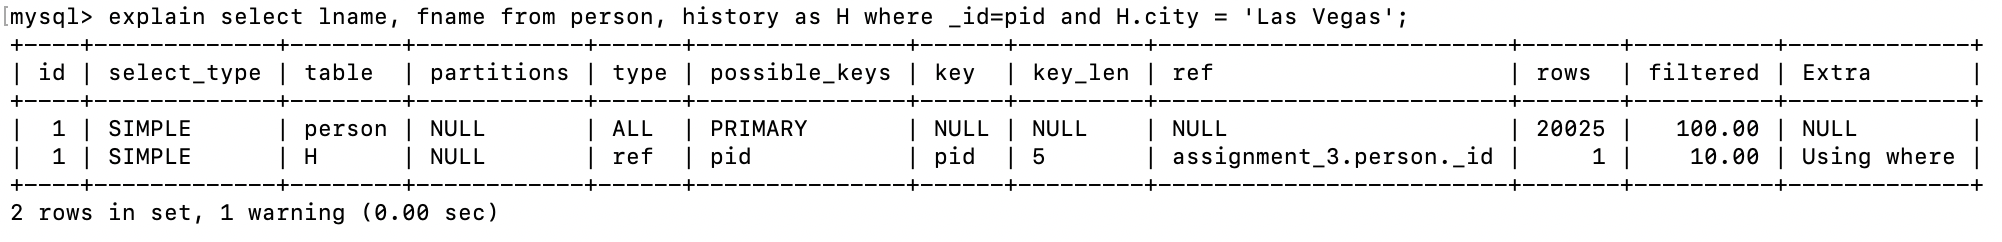 [mysql> explain select lname, fname from person, history as H where _id=pid and H.city = 'Las Vegas';
+----+-------------+--------+------------+------+---------------+------+---------+-------------------------+-------+----------+-------------+
| id | select_type | table  | partitions | type | possible_keys | key  | key_len | ref                     | rows  | filtered | Extra       |
+----+-------------+--------+------------+------+---------------+------+---------+-------------------------+-------+----------+-------------+
|  1 | SIMPLE      | person | NULL       | ALL  | PRIMARY       | NULL | NULL    | NULL                    | 20025 |   100.00 | NULL        |
|  1 | SIMPLE      | H      | NULL       | ref  | pid           | pid  | 5       | assignment_3.person._id |     1 |    10.00 | Using where |
+----+-------------+--------+------------+------+---------------+------+---------+-------------------------+-------+----------+-------------+
2 rows in set, 1 warning (0.00 sec)